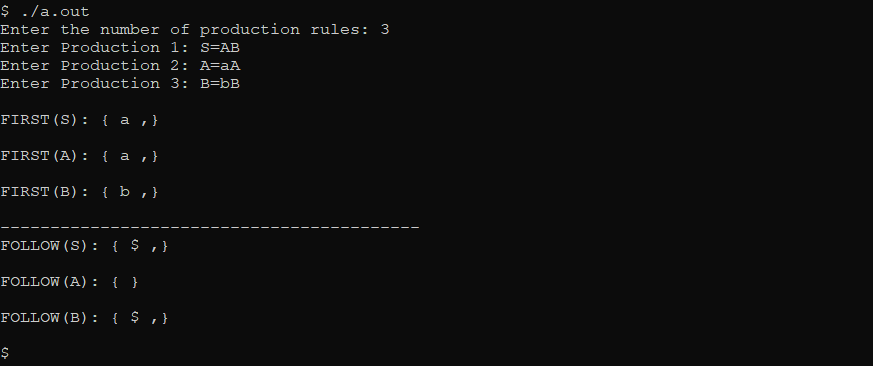 $ ./a.out
Enter the number of production rules: 3
Enter Production 1: S=AB
Enter Production 2: A=aA
Enter Production 3: B=bB
FIRST(S): { a ,}
FIRST(A): { a ,}
FIRST(B): { b ,}
------------------------------------------
FOLLOW(S): { $ ,}
FOLLOW(A): { }
FOLLOW(B): { $ ,}
$